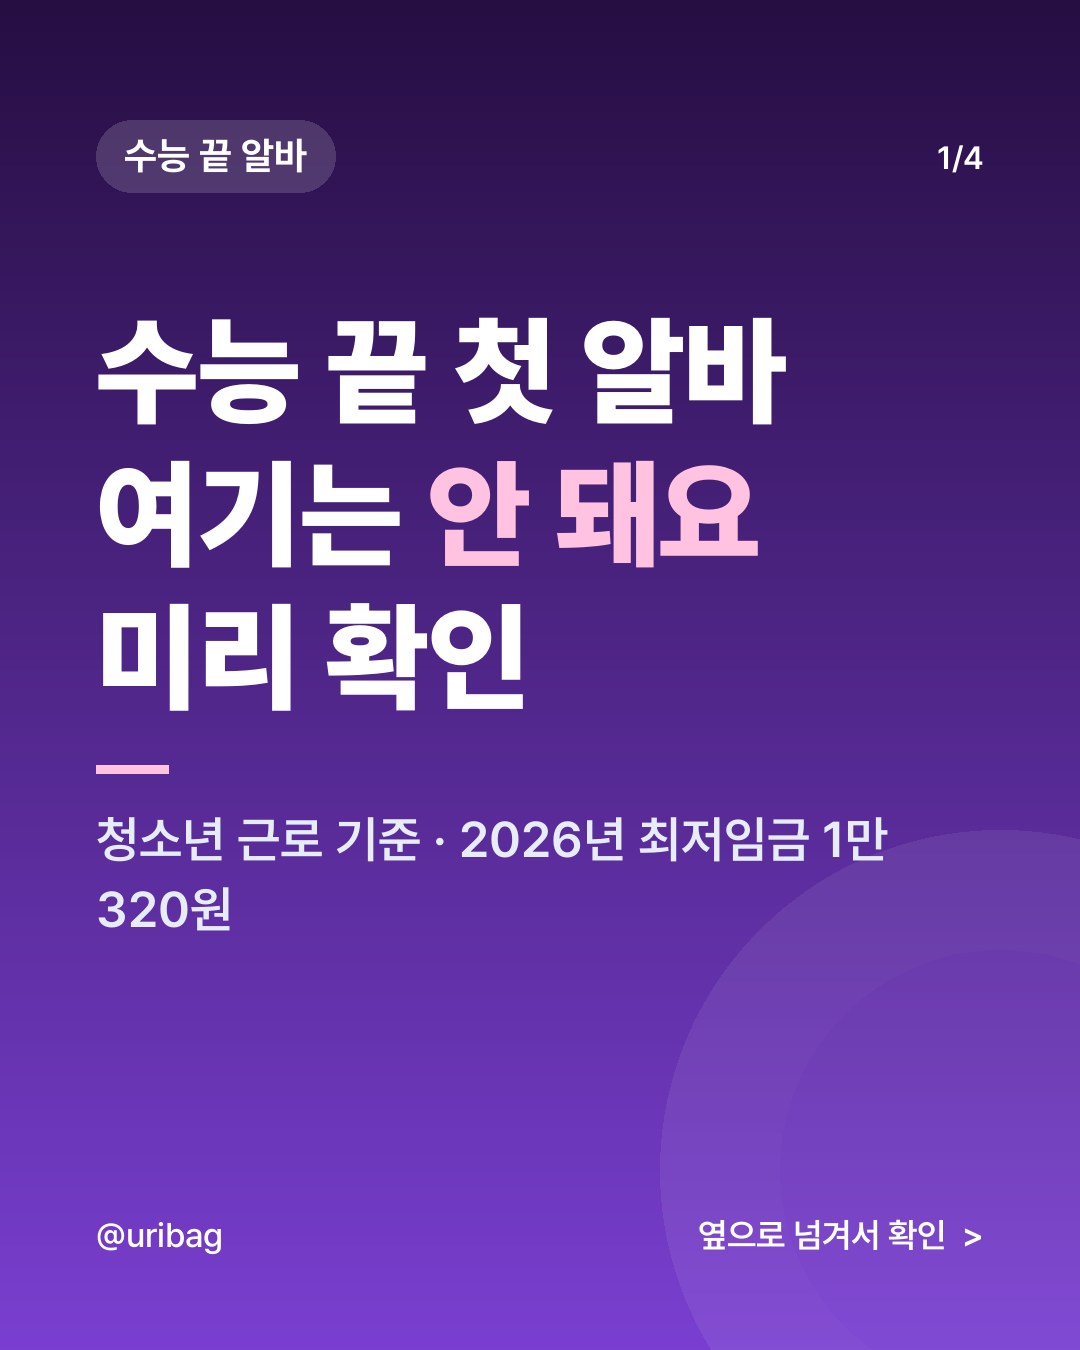 수능 끝 알바
1/4
수능 끝 첫 알바
여기는 안 돼요
미리 확인
청소년 근로 기준 · 2026년 최저임금 1만
320원
@uribag
옆으로 넘겨서 확인 >